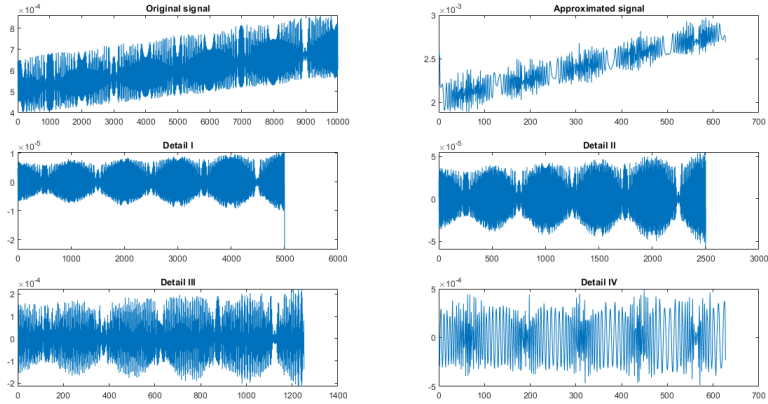 Original signal
×10⁻⁴
8
7
6
5
4
0 1000 2000 3000 4000 5000 6000 7000 8000 9000 10000
Approximated signal
×10⁻³
3
2.5
2
0 100 200 300 400 500 600 700
Detail I
×10⁻⁵
1
0
-1
-2
0 1000 2000 3000 4000 5000 6000
Detail II
×10⁻⁵
5
0
-5
0 500 1000 1500 2000 2500 3000
Detail III
×10⁻⁴
2
1
0
-1
-2
0 200 400 600 800 1000 1200 1400
Detail IV
×10⁻⁴
5
0
-5
0 100 200 300 400 500 600 700